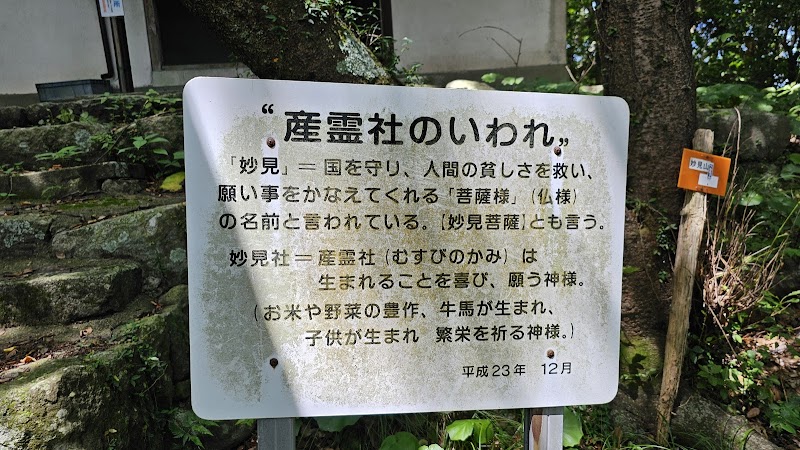 “産霊社のいわれ„
「妙見」＝国を守り、人間の貧しさを救い、
願い事をかなえてくれる「菩薩様」（仏様）
の名前と言われている。【妙見菩薩】とも言う。
妙見社＝産霊社（むすびのかみ）は
生まれることを喜び、願う神様。
（お米や野菜の豊作、牛馬が生まれ、
子供が生まれ 繁栄を祈る神様。）
平成23年 12月